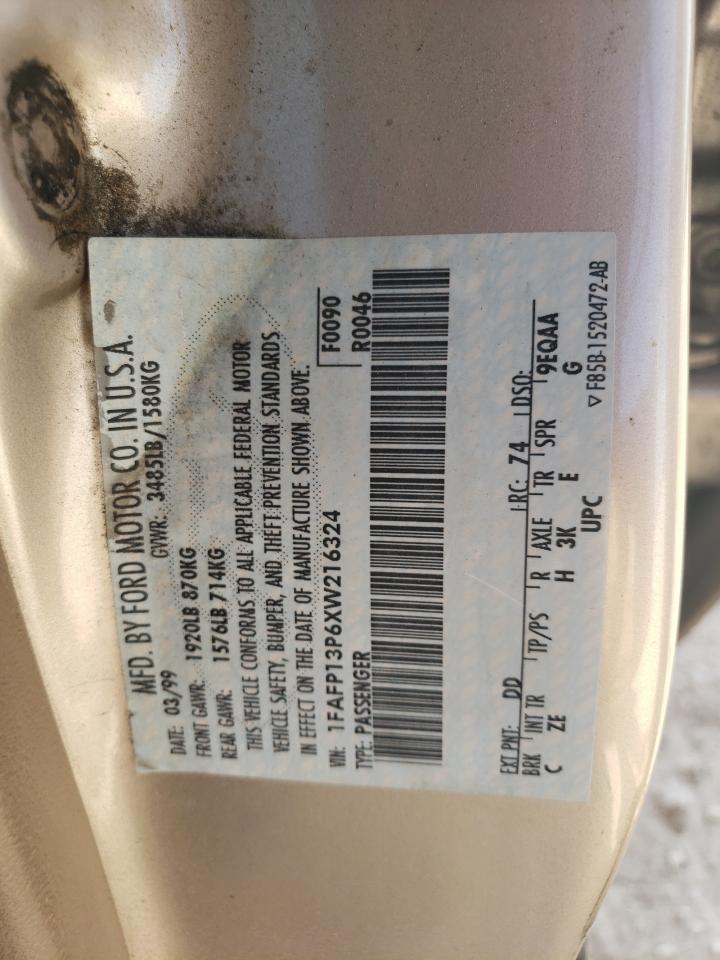 MFD. BY FORD MOTOR CO. IN U.S.A.
DATE: 03/99 GVWR: 3485LB/1580KG
FRONT GAWR: 1920LB 870KG
REAR GAWR: 1576LB 714KG
THIS VEHICLE CONFORMS TO ALL APPLICABLE FEDERAL MOTOR
VEHICLE SAFETY, BUMPER, AND THEFT PREVENTION STANDARDS
IN EFFECT ON THE DATE OF MANUFACTURE SHOWN ABOVE.
VIN: 1FAFP13P6XW216324 F0090
TYPE: PASSENGER R0046
EXT PNT: DD RC: 74 DSO:
BRK INT TR TP/PS R AXLE TR SPR 9EQAA
C ZE H 3K E G
UPC
▽ F85B-1520472-AB